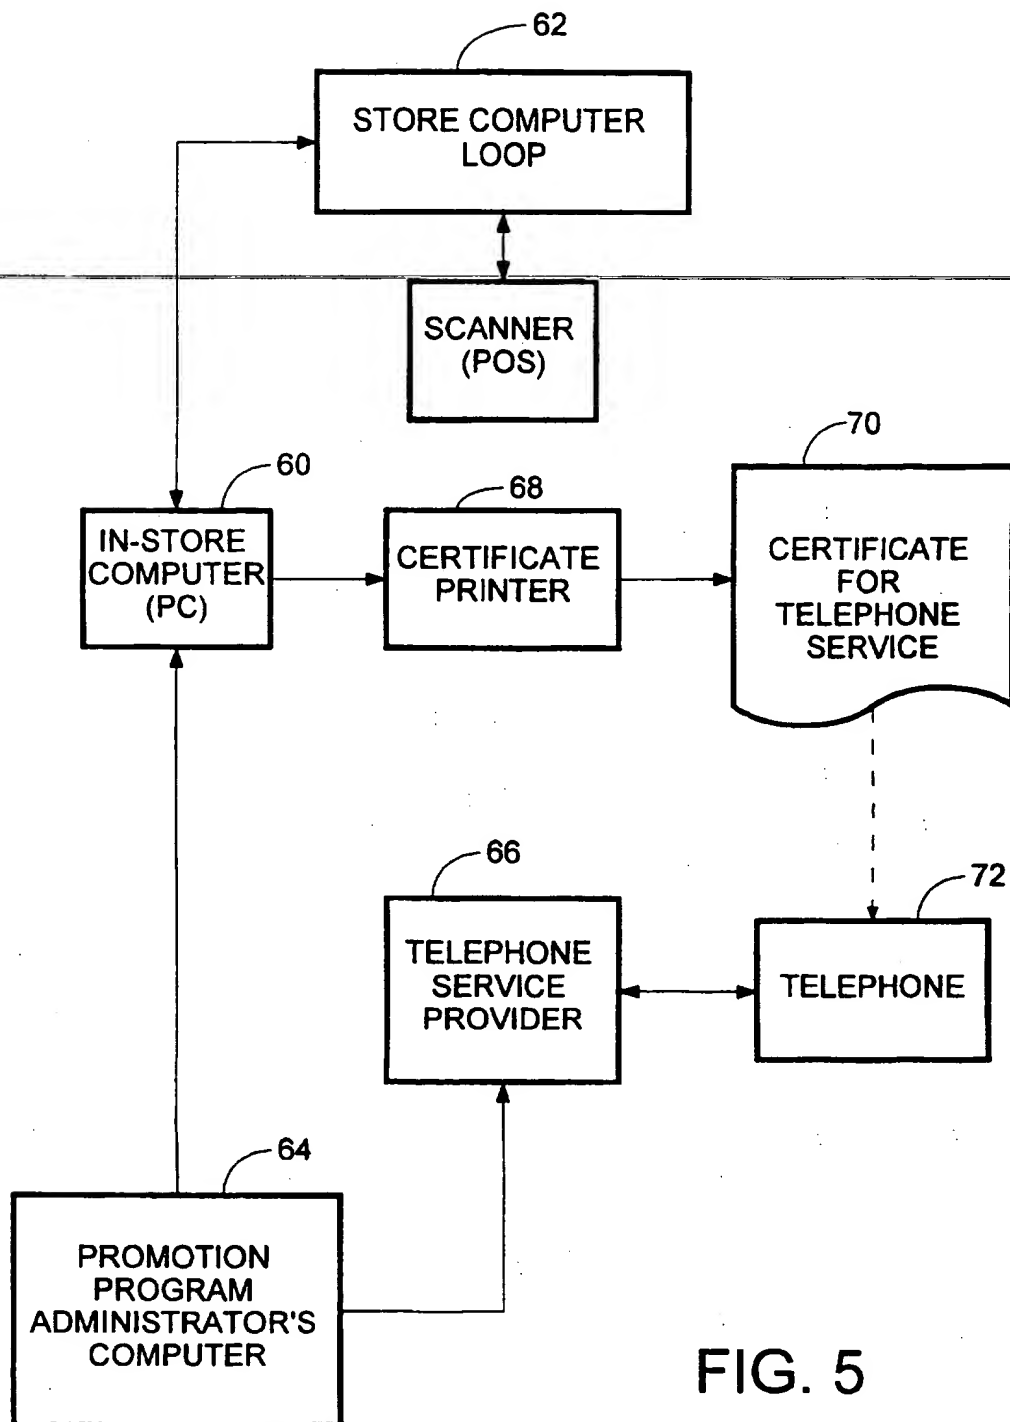 62
STORE COMPUTER
LOOP
SCANNER
(POS)
70
60
68
IN-STORE
COMPUTER
(PC)
CERTIFICATE
PRINTER
CERTIFICATE
FOR
TELEPHONE
SERVICE
66
72
TELEPHONE
SERVICE
PROVIDER
TELEPHONE
64
PROMOTION
PROGRAM
ADMINISTRATOR'S
COMPUTER
FIG. 5